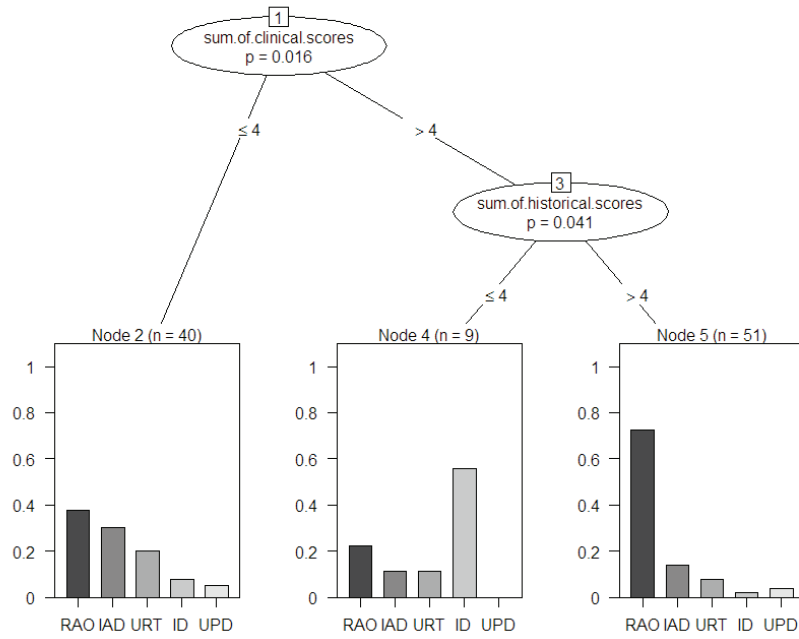 1
sum.of.clinical.scores
p = 0.016
≤ 4
> 4
3
sum.of.historical.scores
p = 0.041
≤ 4
> 4
Node 2 (n = 40)
1
0.8
0.6
0.4
0.2
0
RAO IAD URT ID UPD
Node 4 (n = 9)
1
0.8
0.6
0.4
0.2
0
RAO IAD URT ID UPD
Node 5 (n = 51)
1
0.8
0.6
0.4
0.2
0
RAO IAD URT ID UPD